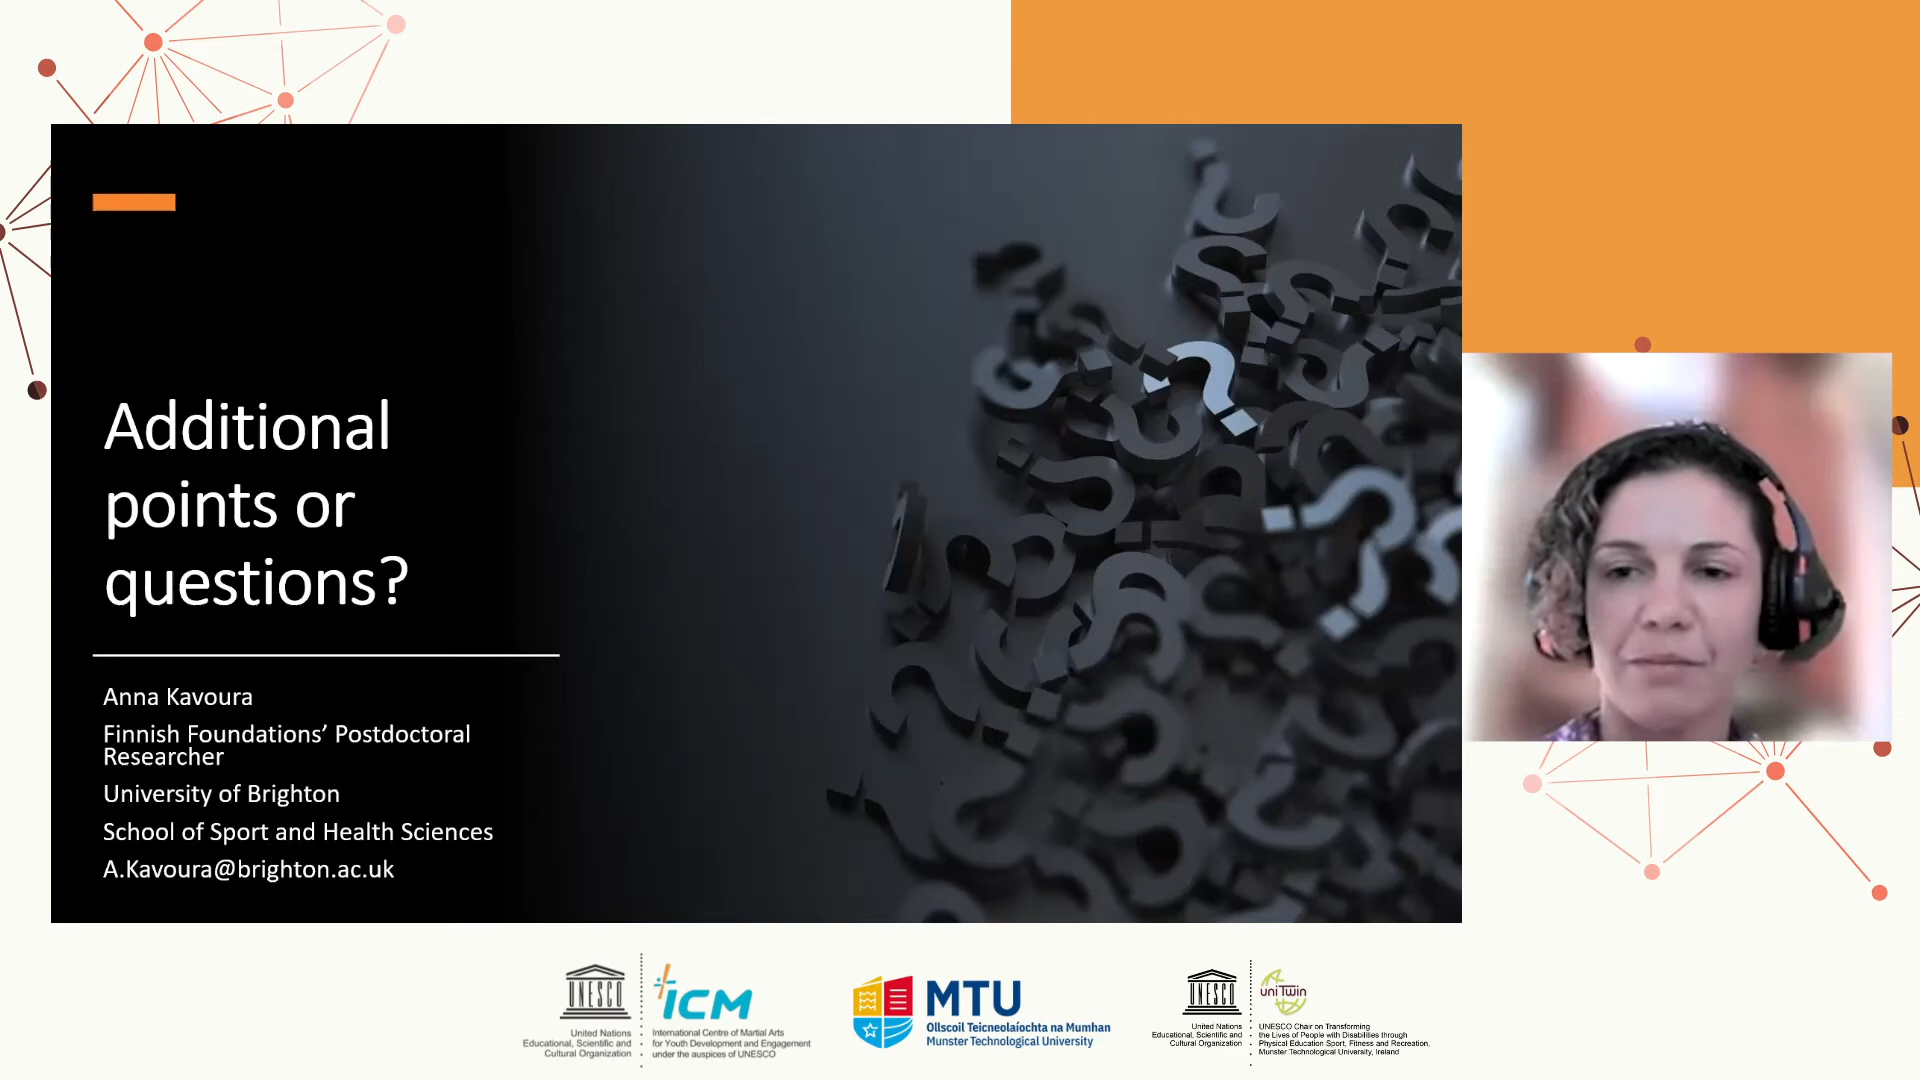 Additional
points or
questions?
Anna Kavoura
Finnish Foundations’ Postdoctoral
Researcher
University of Brighton
School of Sport and Health Sciences
A.Kavoura@brighton.ac.uk
UNESCO
United Nations
Educational, Scientific and
Cultural Organization
ICM
International Centre of Martial Arts
for Youth Development and Engagement
under the auspices of UNESCO
MTU
Ollscoil Teicneolaíochta na Mumhan
Munster Technological University
UNESCO
United Nations
Educational, Scientific and
Cultural Organization
uniTwin
UNESCO Chair on Transforming
the Lives of People with Disabilities through
Physical Education Sport, Fitness and Recreation,
Munster Technological University, Ireland